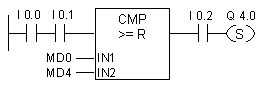 I 0.0 I 0.1 CMP I 0.2 Q 4.0
>= R S
MD0 IN1
MD4 IN2